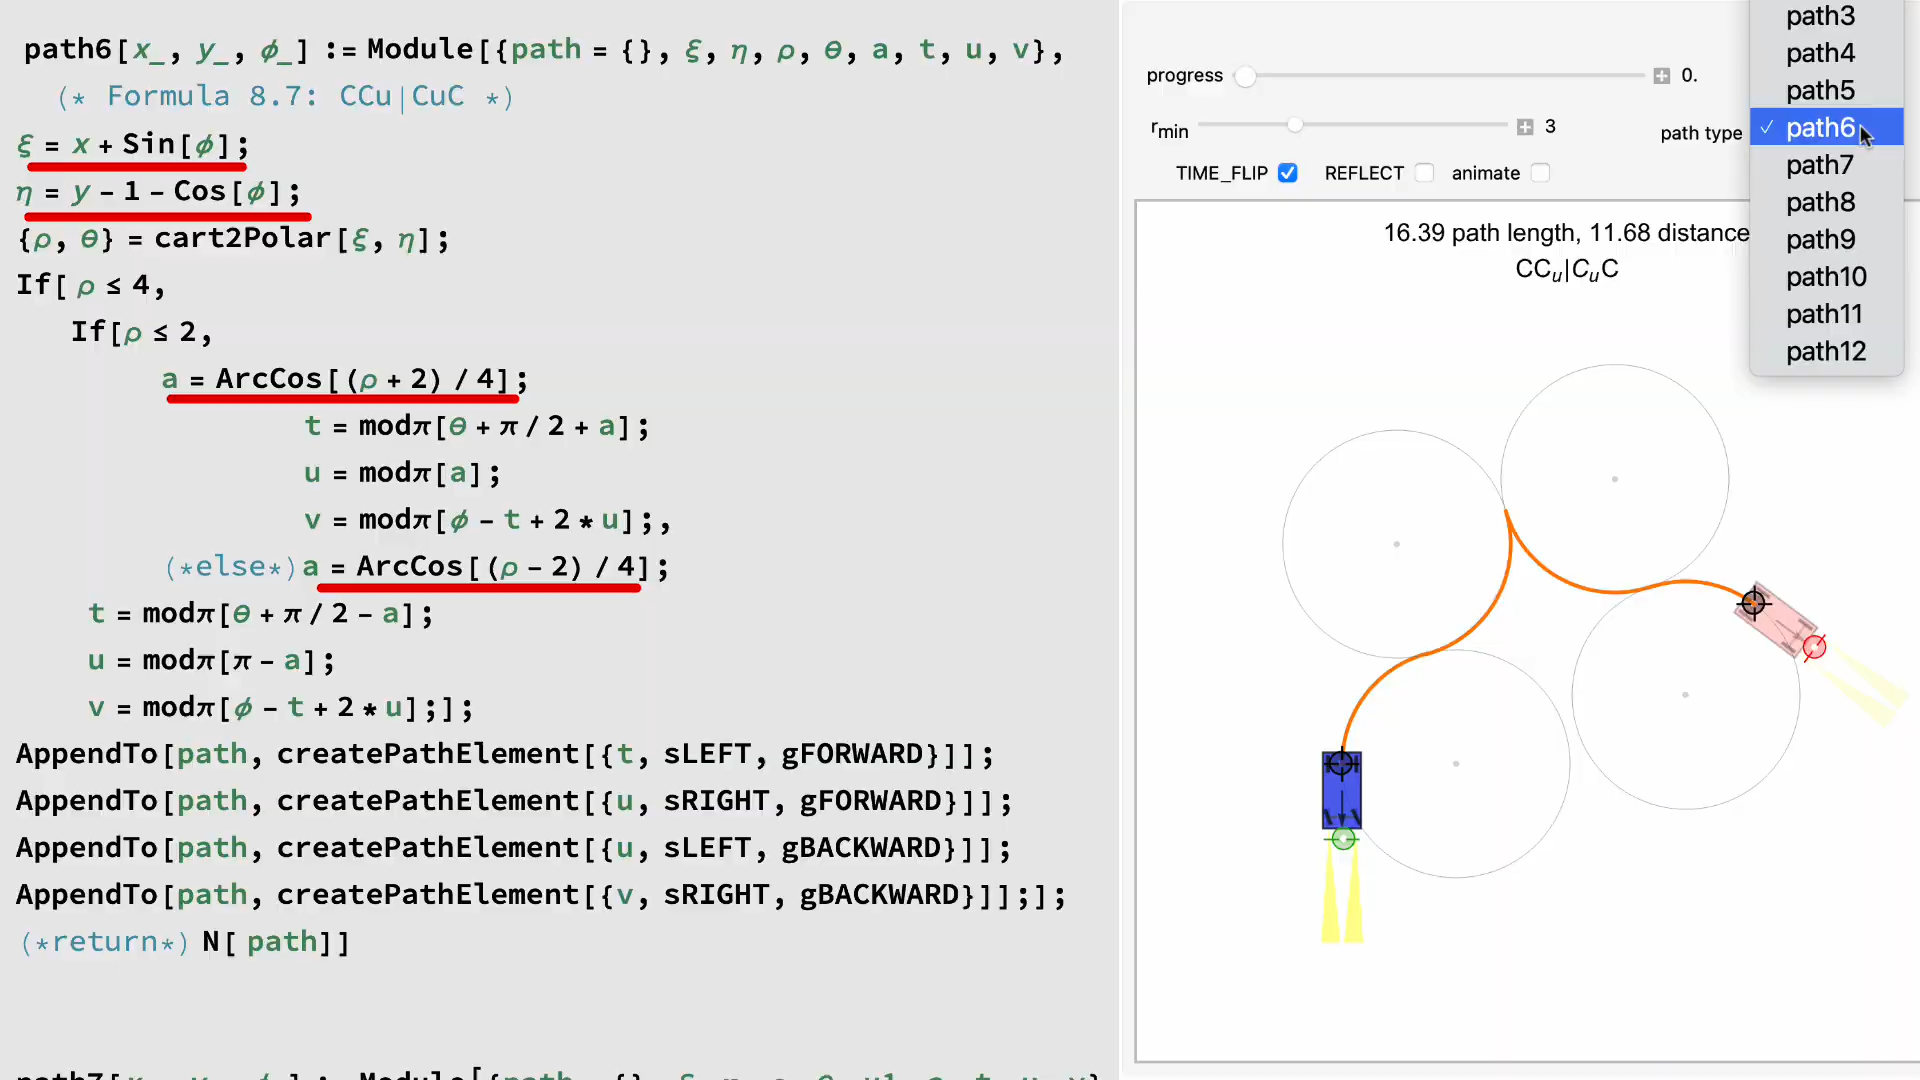 path6[x_, y_, ϕ_] := Module[{path = {}, ξ, η, ρ, θ, a, t, u, v},
(* Formula 8.7: CCu|CuC *)
ξ = x + Sin[ϕ];
η = y - 1 - Cos[ϕ];
{ρ, θ} = cart2Polar[ξ, η];
If[ ρ ≤ 4,
If[ρ ≤ 2,
a = ArcCos[(ρ + 2) / 4];
t = modπ[θ + π / 2 + a];
u = modπ[a];
v = modπ[ϕ - t + 2 * u];,
(*else*) a = ArcCos[(ρ - 2) / 4];
t = modπ[θ + π / 2 - a];
u = modπ[π - a];
v = modπ[ϕ - t + 2 * u];];
AppendTo[path, createPathElement[{t, sLEFT, gFORWARD}]];
AppendTo[path, createPathElement[{u, sRIGHT, gFORWARD}]];
AppendTo[path, createPathElement[{u, sLEFT, gBACKWARD}]];
AppendTo[path, createPathElement[{v, sRIGHT, gBACKWARD}]];];
(*return*) N[ path]]
progress 0.
rmin 3
path type
TIME_FLIP REFLECT animate
path3
path4
path5
✓ path6
path7
path8
path9
path10
path11
path12
16.39 path length, 11.68 distance
CCu|CuC